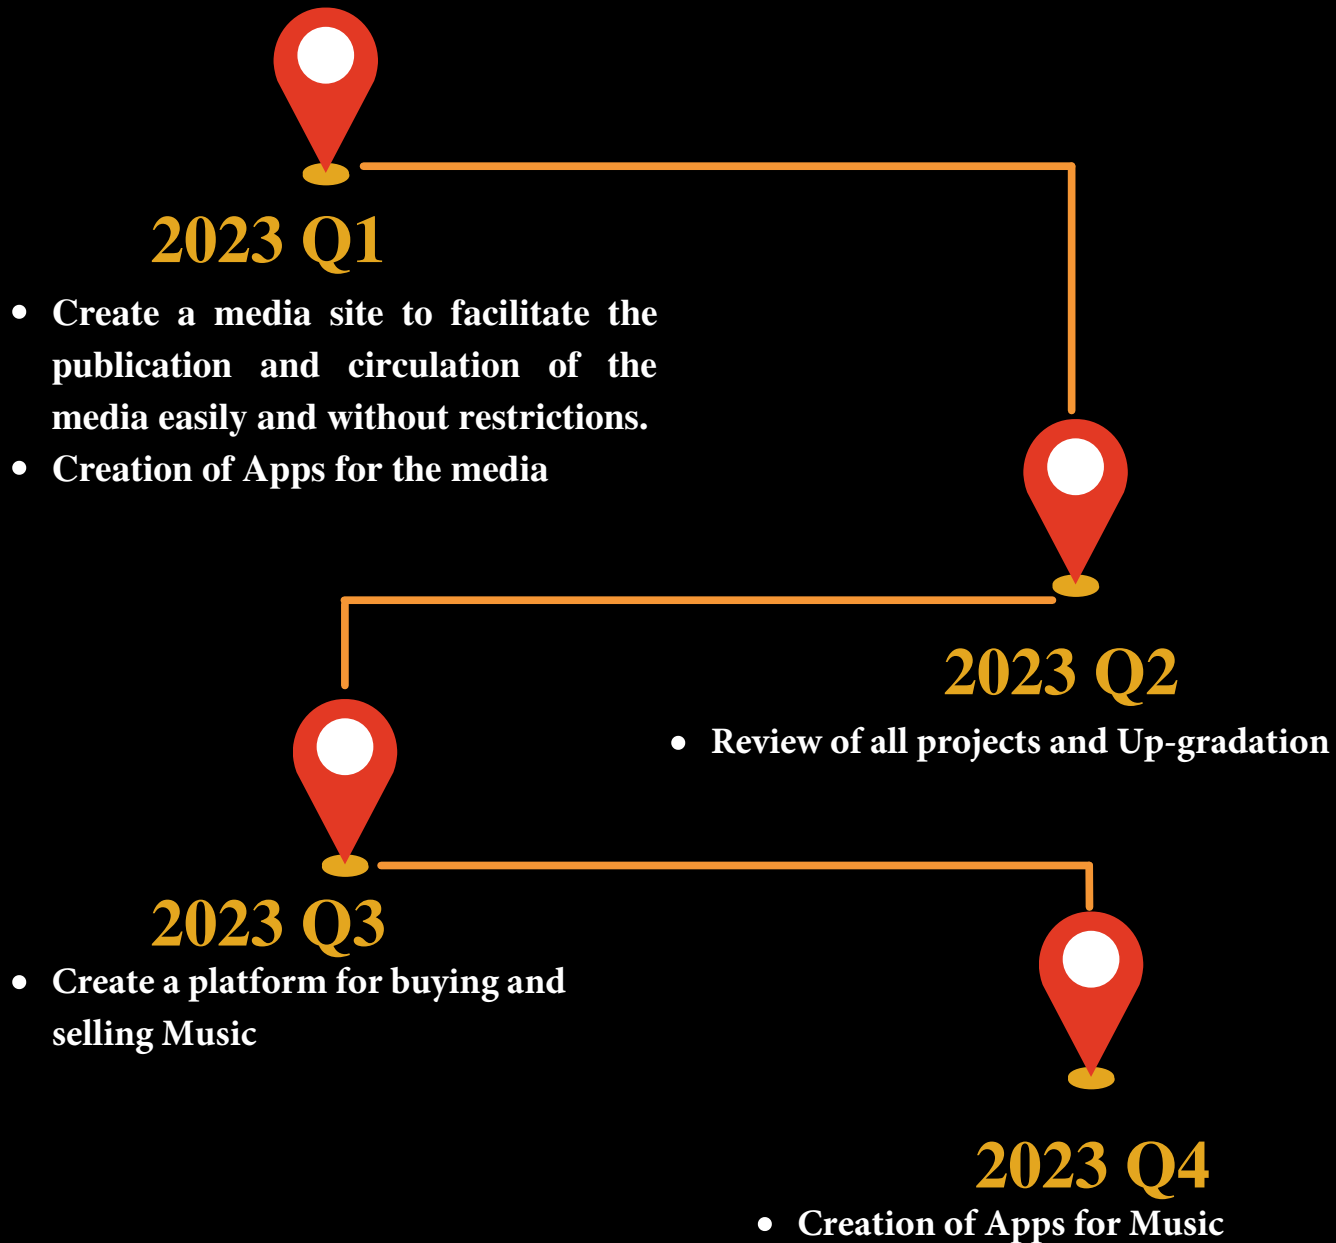 2023 Q1
• Create a media site to facilitate the
publication and circulation of the
media easily and without restrictions.
• Creation of Apps for the media
2023 Q2
• Review of all projects and Up-gradation
2023 Q3
• Create a platform for buying and
selling Music
2023 Q4
• Creation of Apps for Music